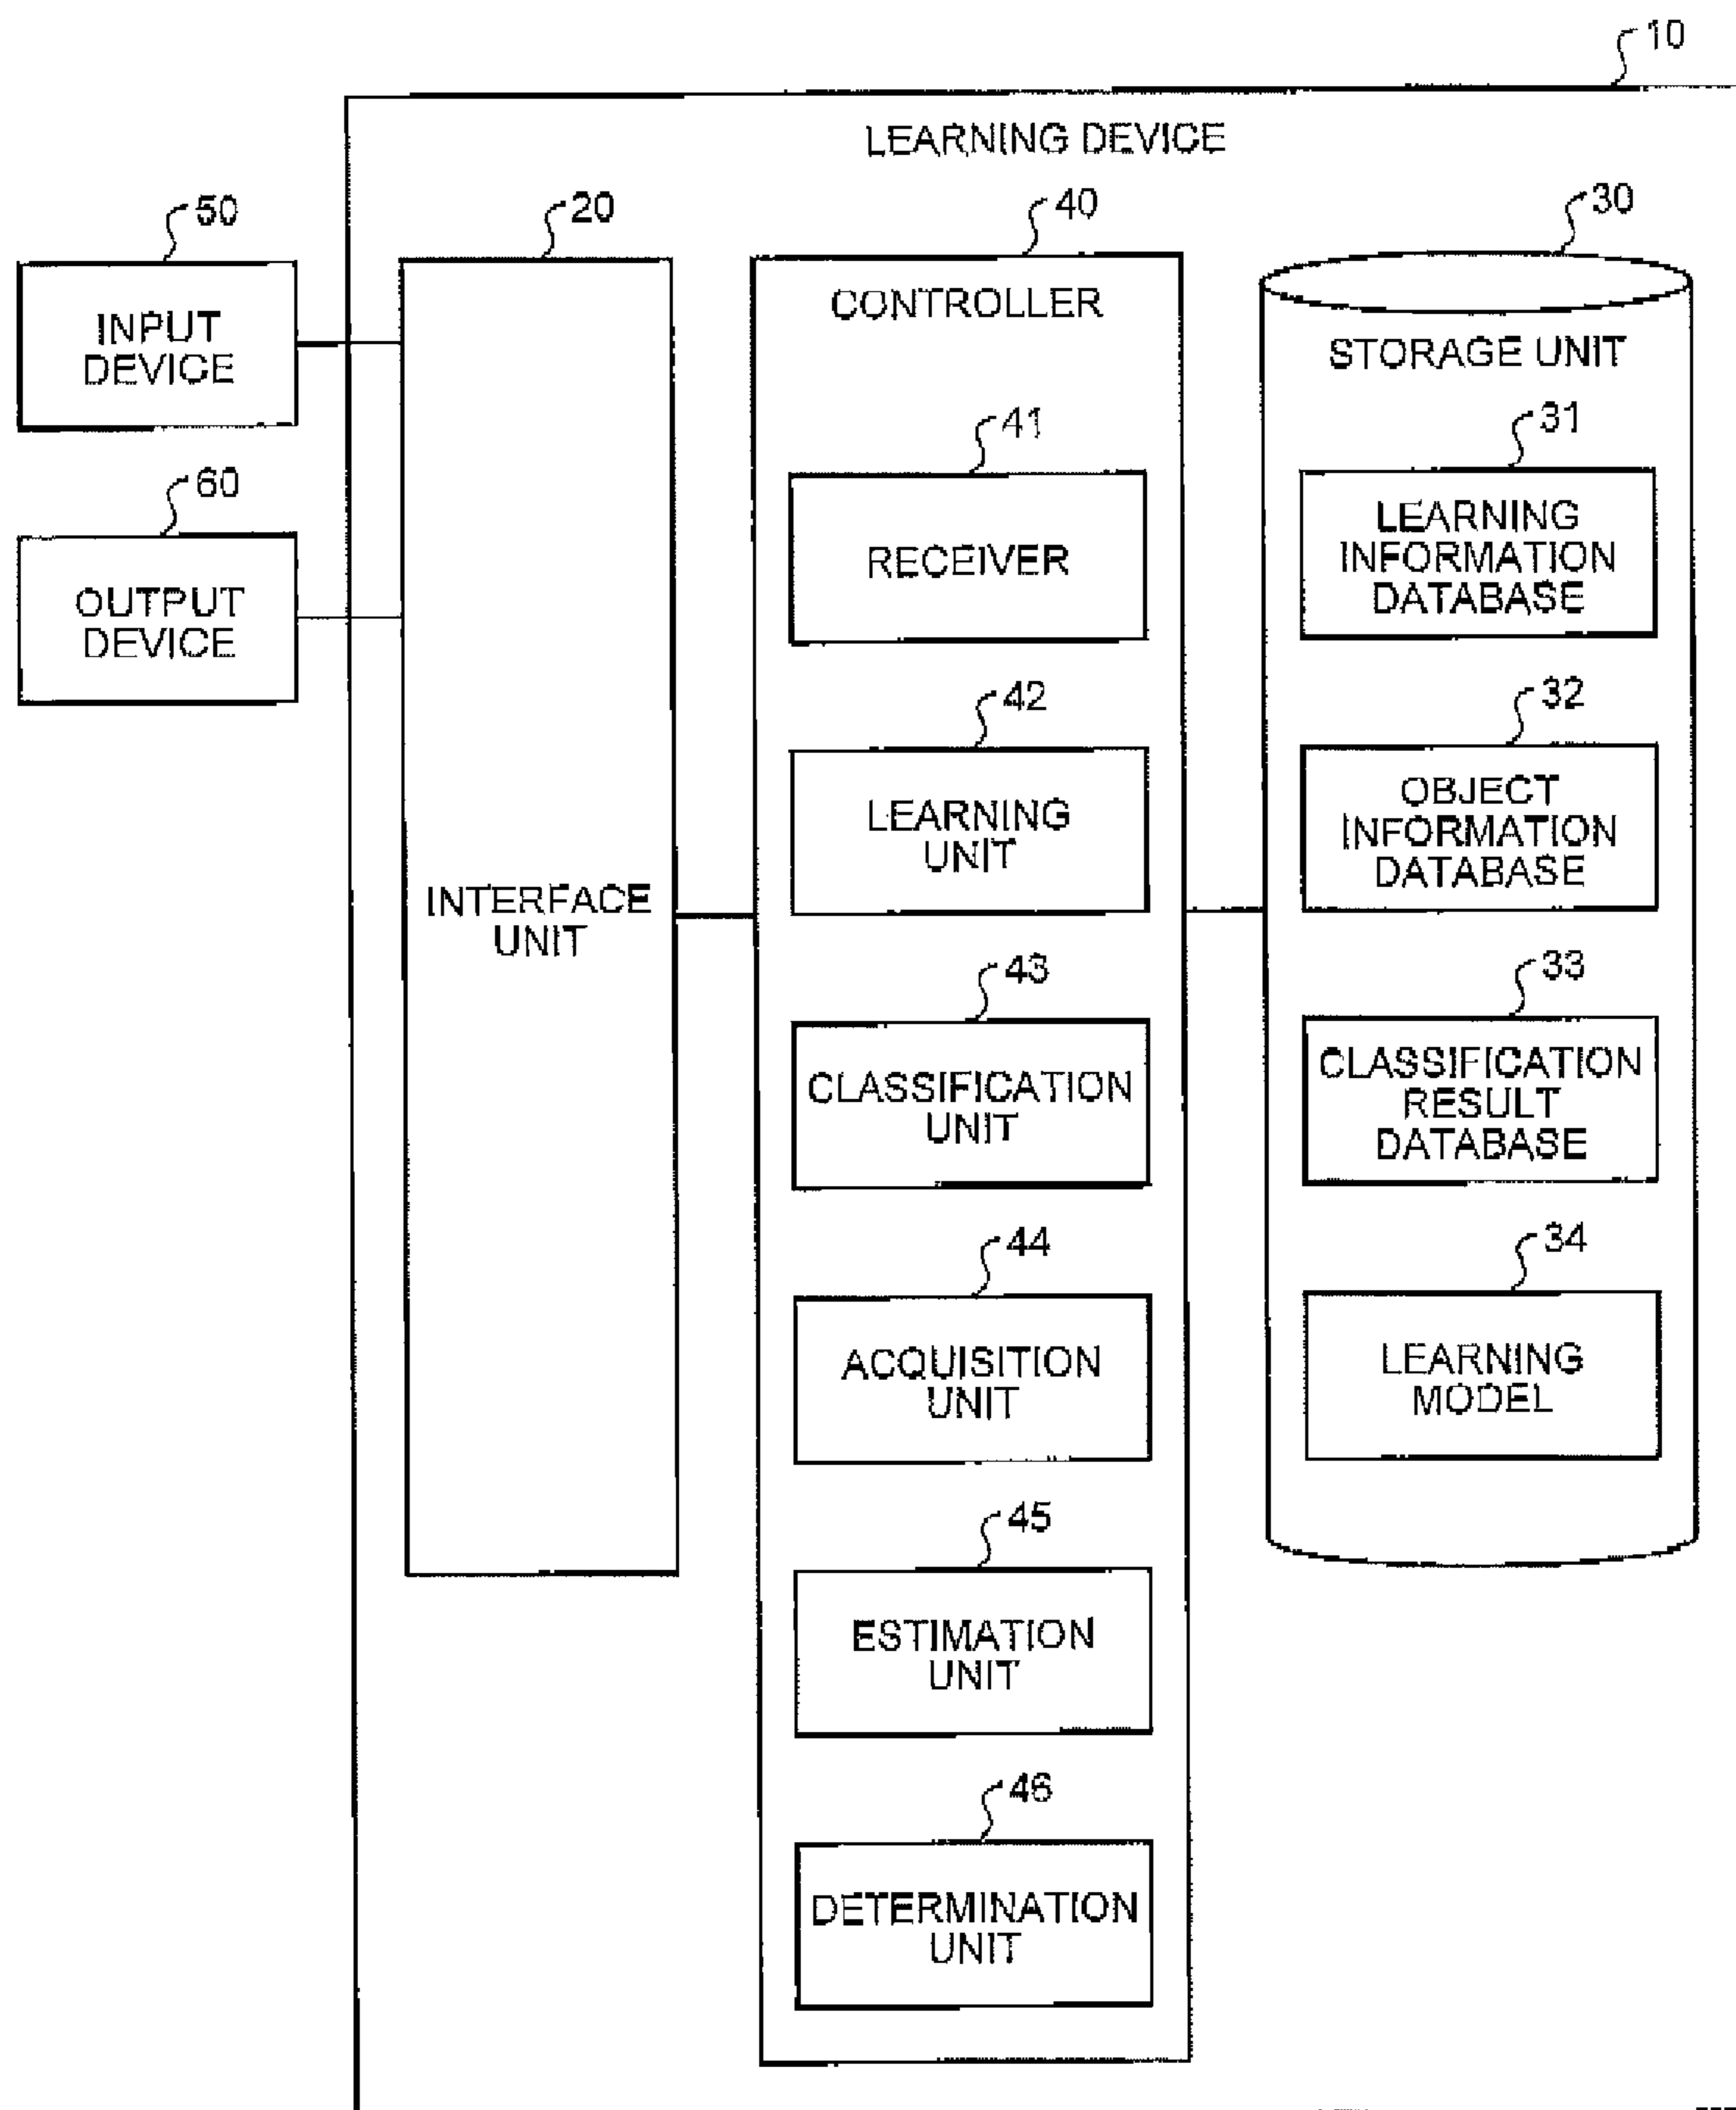 10
LEARNING DEVICE
50
INPUT
DEVICE
60
OUTPUT
DEVICE
20
INTERFACE
UNIT
40
CONTROLLER
41
RECEIVER
42
LEARNING
UNIT
43
CLASSIFICATION
UNIT
44
ACQUISITION
UNIT
45
ESTIMATION
UNIT
46
DETERMINATION
UNIT
30
STORAGE UNIT
31
LEARNING
INFORMATION
DATABASE
32
OBJECT
INFORMATION
DATABASE
33
CLASSIFICATION
RESULT
DATABASE
34
LEARNING
MODEL